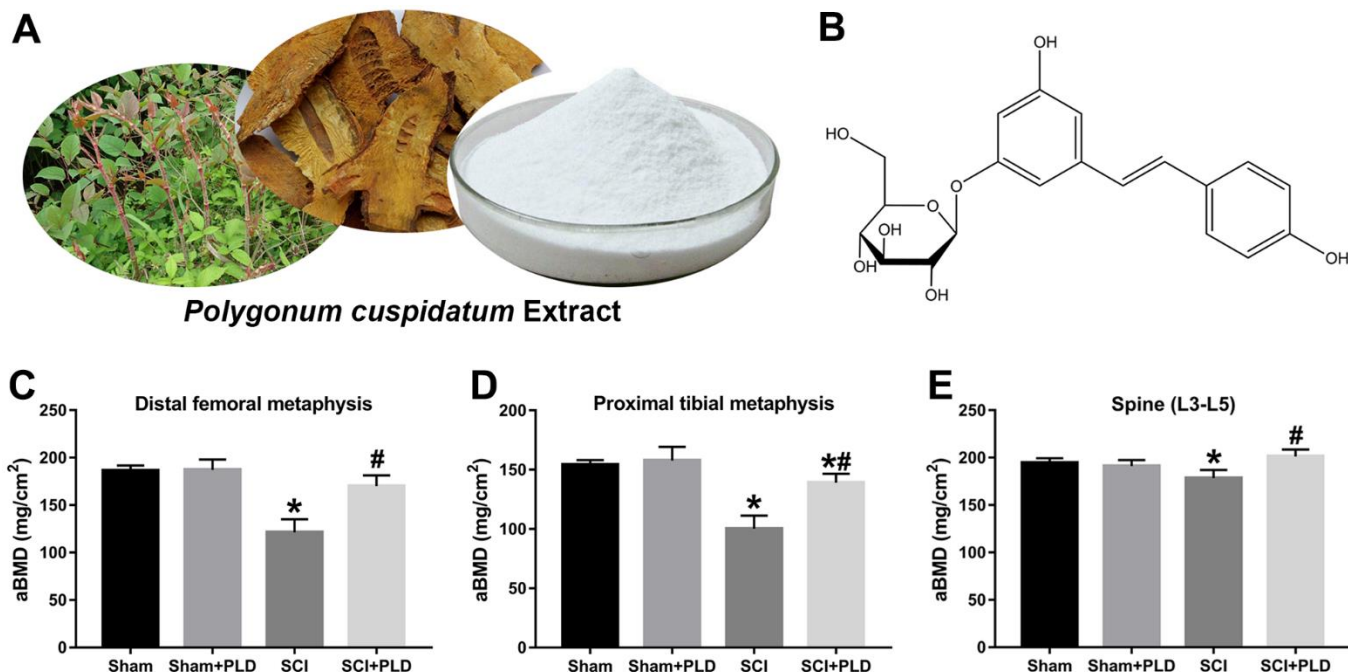 A
B
Polygonum cuspidatum Extract
OH
HO
O
O
OH
OH
OH
OH
C
Distal femoral metaphysis
aBMD (mg/cm²)
250
200
150
100
50
0
*
#
Sham
Sham+PLD
SCI
SCI+PLD
D
Proximal tibial metaphysis
aBMD (mg/cm²)
200
150
100
50
0
*
*#
Sham
Sham+PLD
SCI
SCI+PLD
E
Spine (L3-L5)
aBMD (mg/cm²)
250
200
150
100
50
0
*
#
Sham
Sham+PLD
SCI
SCI+PLD